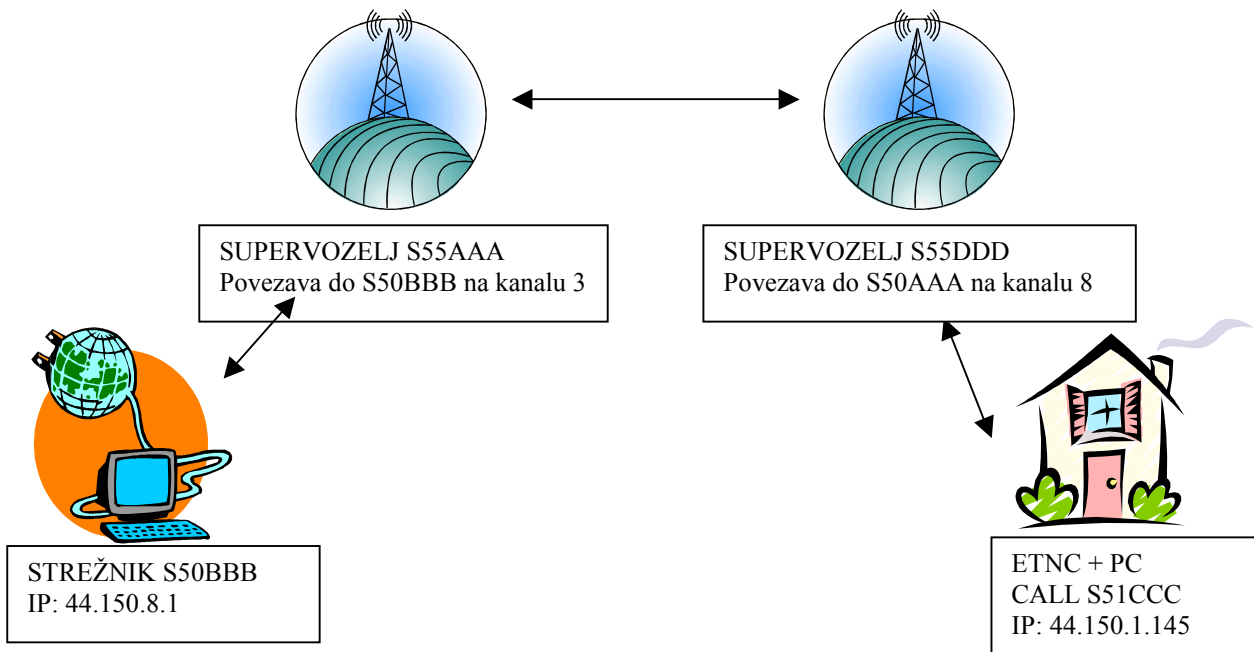 SUPERVOZELJ S55AAA
Povezava do S50BBB na kanalu 3
SUPERVOZELJ S55DDD
Povezava do S50AAA na kanalu 8
STREŽNIK S50BBB
IP: 44.150.8.1
ETNC + PC
CALL S51CCC
IP: 44.150.1.145